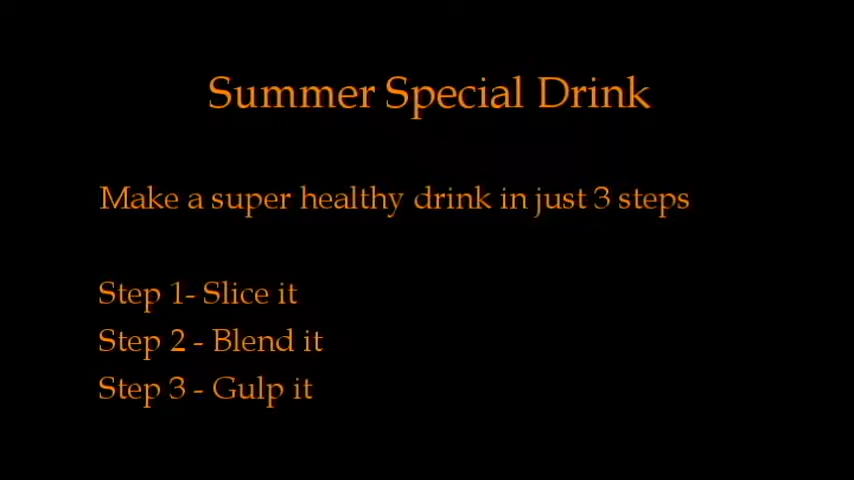 Summer Special Drink
Make a super healthy drink in just 3 steps
Step 1- Slice it
Step 2 - Blend it
Step 3 - Gulp it